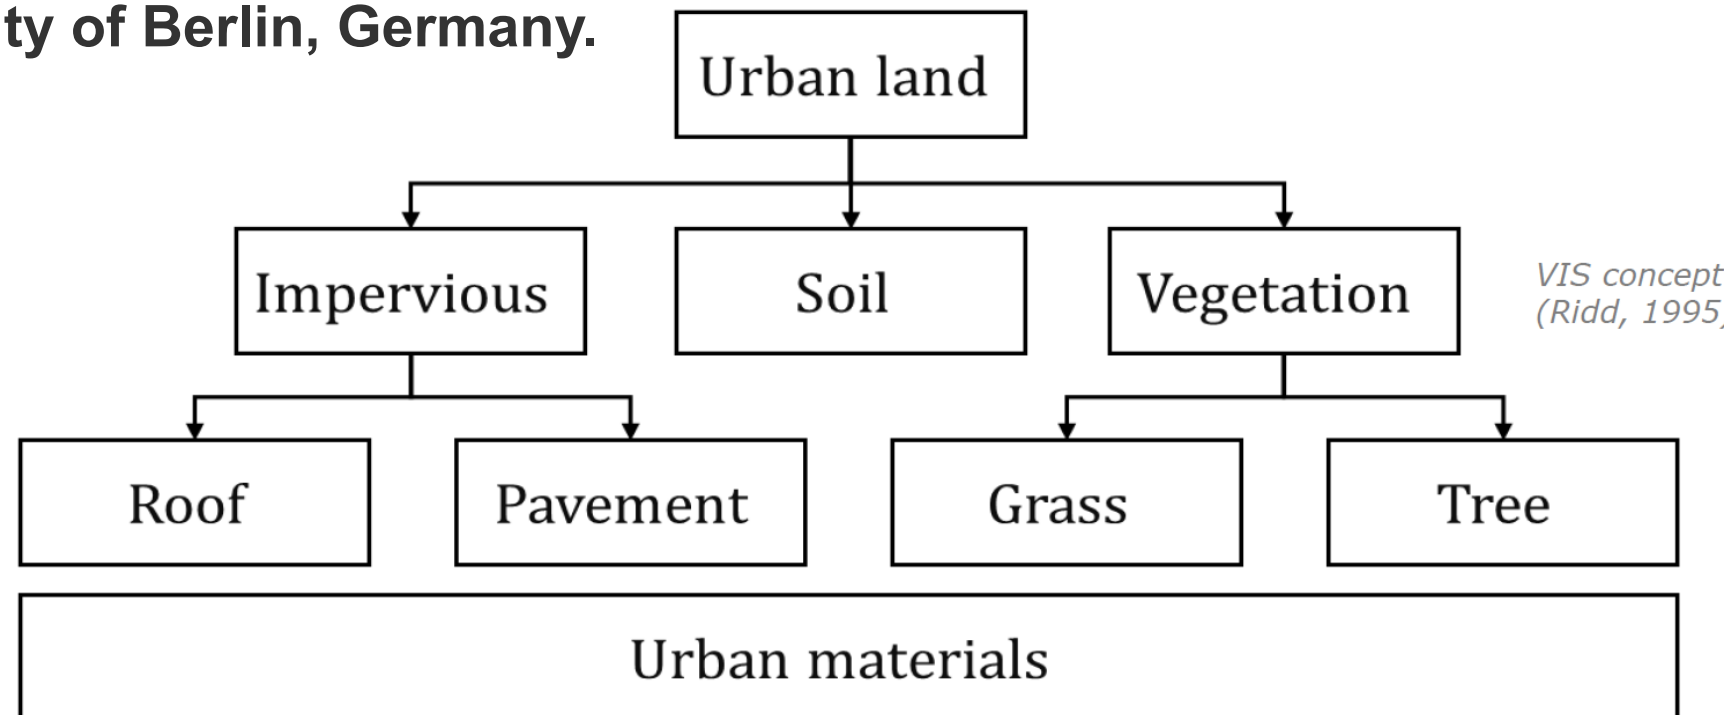 ty of Berlin, Germany.
Urban land
Impervious
Soil
Vegetation
VIS concept
(Ridd, 1995)
Roof
Pavement
Grass
Tree
Urban materials